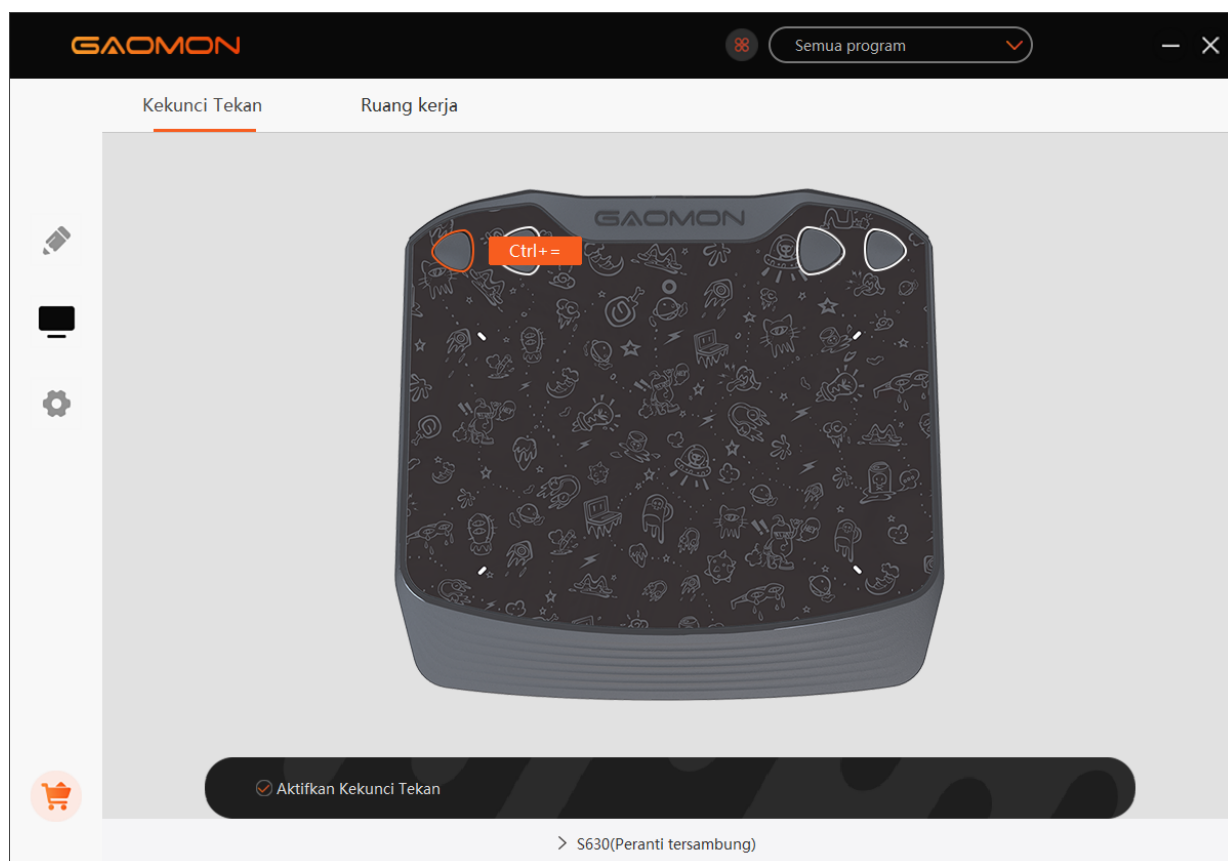 GAOMON
Semua program
Kekunci Tekan
Ruang kerja
GAOMON
Ctrl+=
Aktifkan Kekunci Tekan
S630(Peranti tersambung)